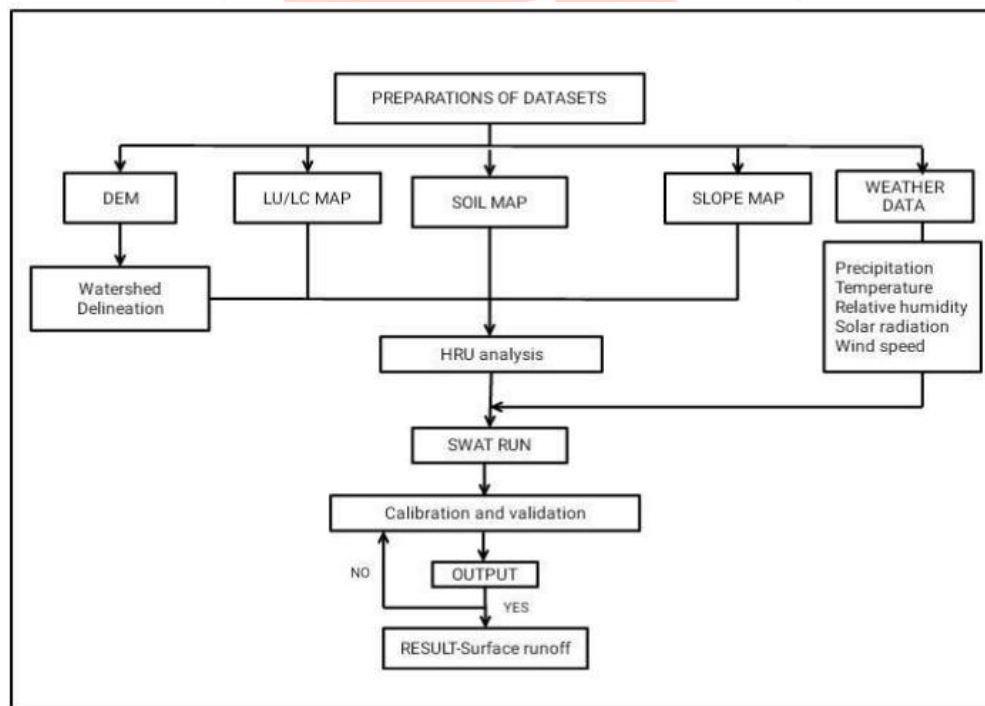 PREPARATIONS OF DATASETS
DEM
LU/LC MAP
SOIL MAP
SLOPE MAP
WEATHER
DATA
Watershed
Delineation
Precipitation
Temperature
Relative humidity
Solar radiation
Wind speed
HRU analysis
SWAT RUN
Calibration and validation
NO
OUTPUT
YES
RESULT-Surface runoff